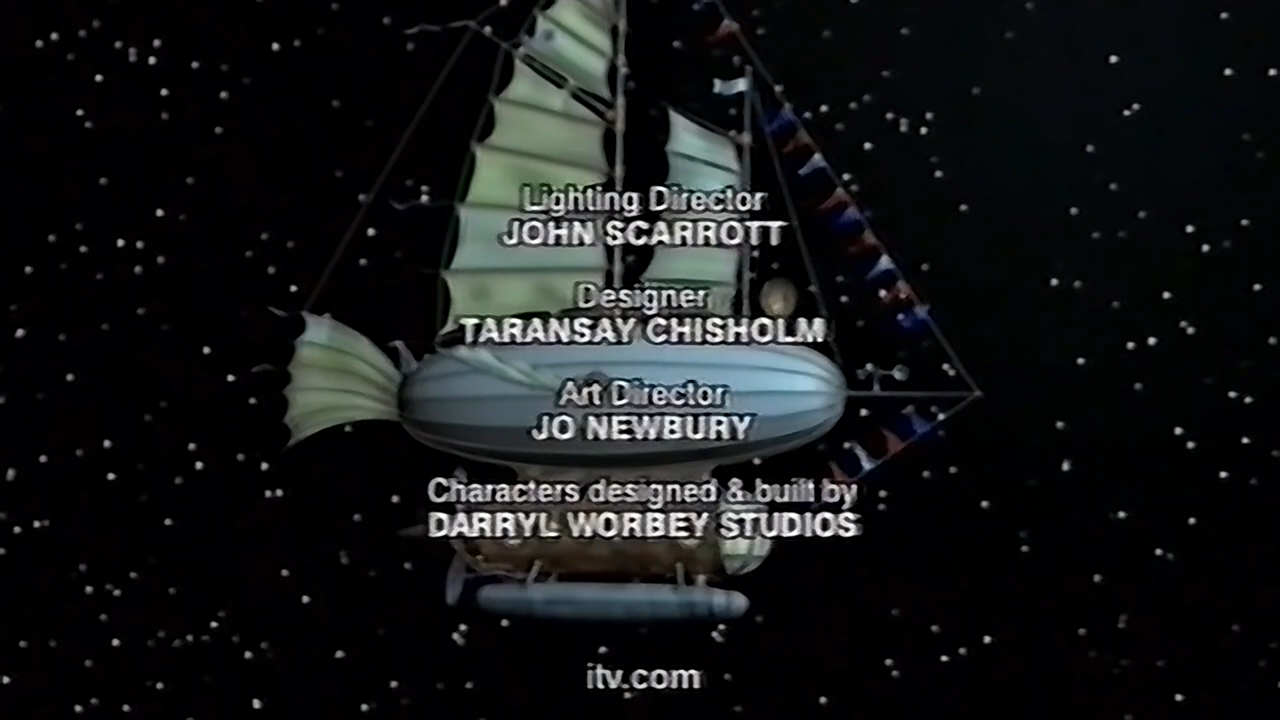 Lighting Director
JOHN SCARROTT
Designer
TARANSAY CHISHOLM
Art Director
JO NEWBURY
Characters designed & built by
DARRYL WORBEY STUDIOS
itv.com